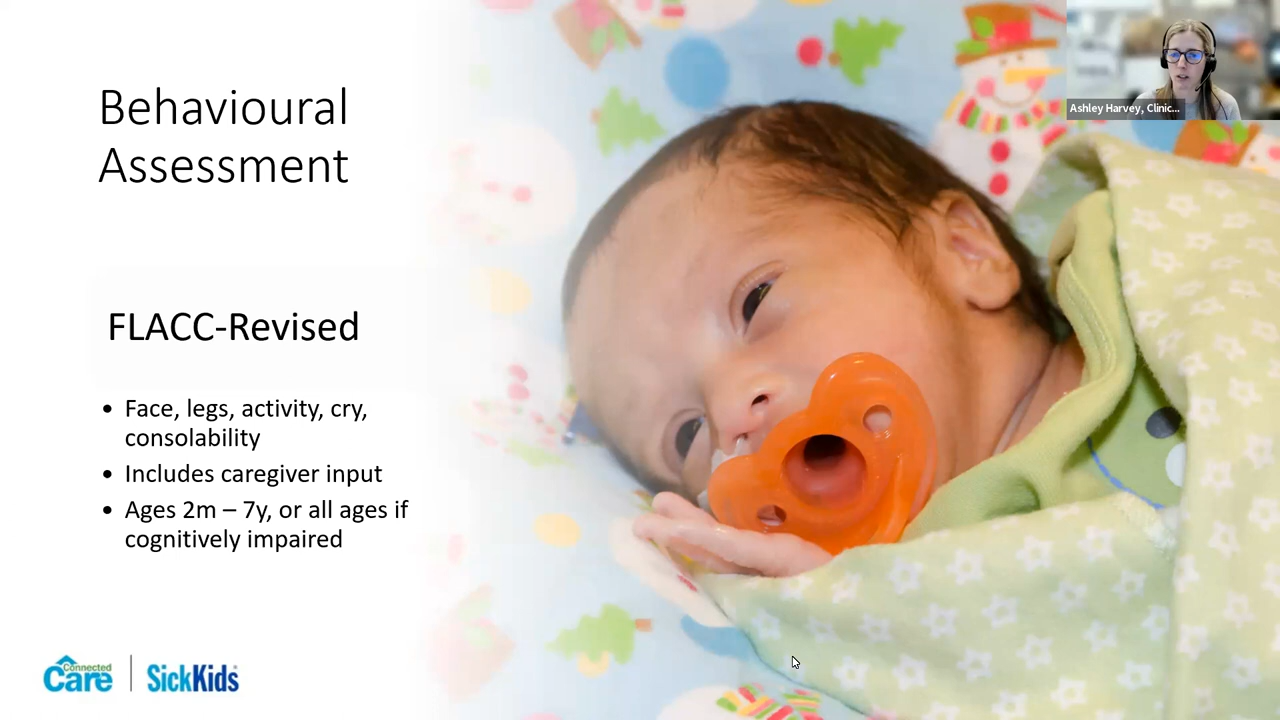 Behavioural
Assessment
FLACC-Revised
• Face, legs, activity, cry,
consolability
• Includes caregiver input
• Ages 2m – 7y, or all ages if
cognitively impaired
Connected
Care
SickKids
Ashley Harvey, Clinic...